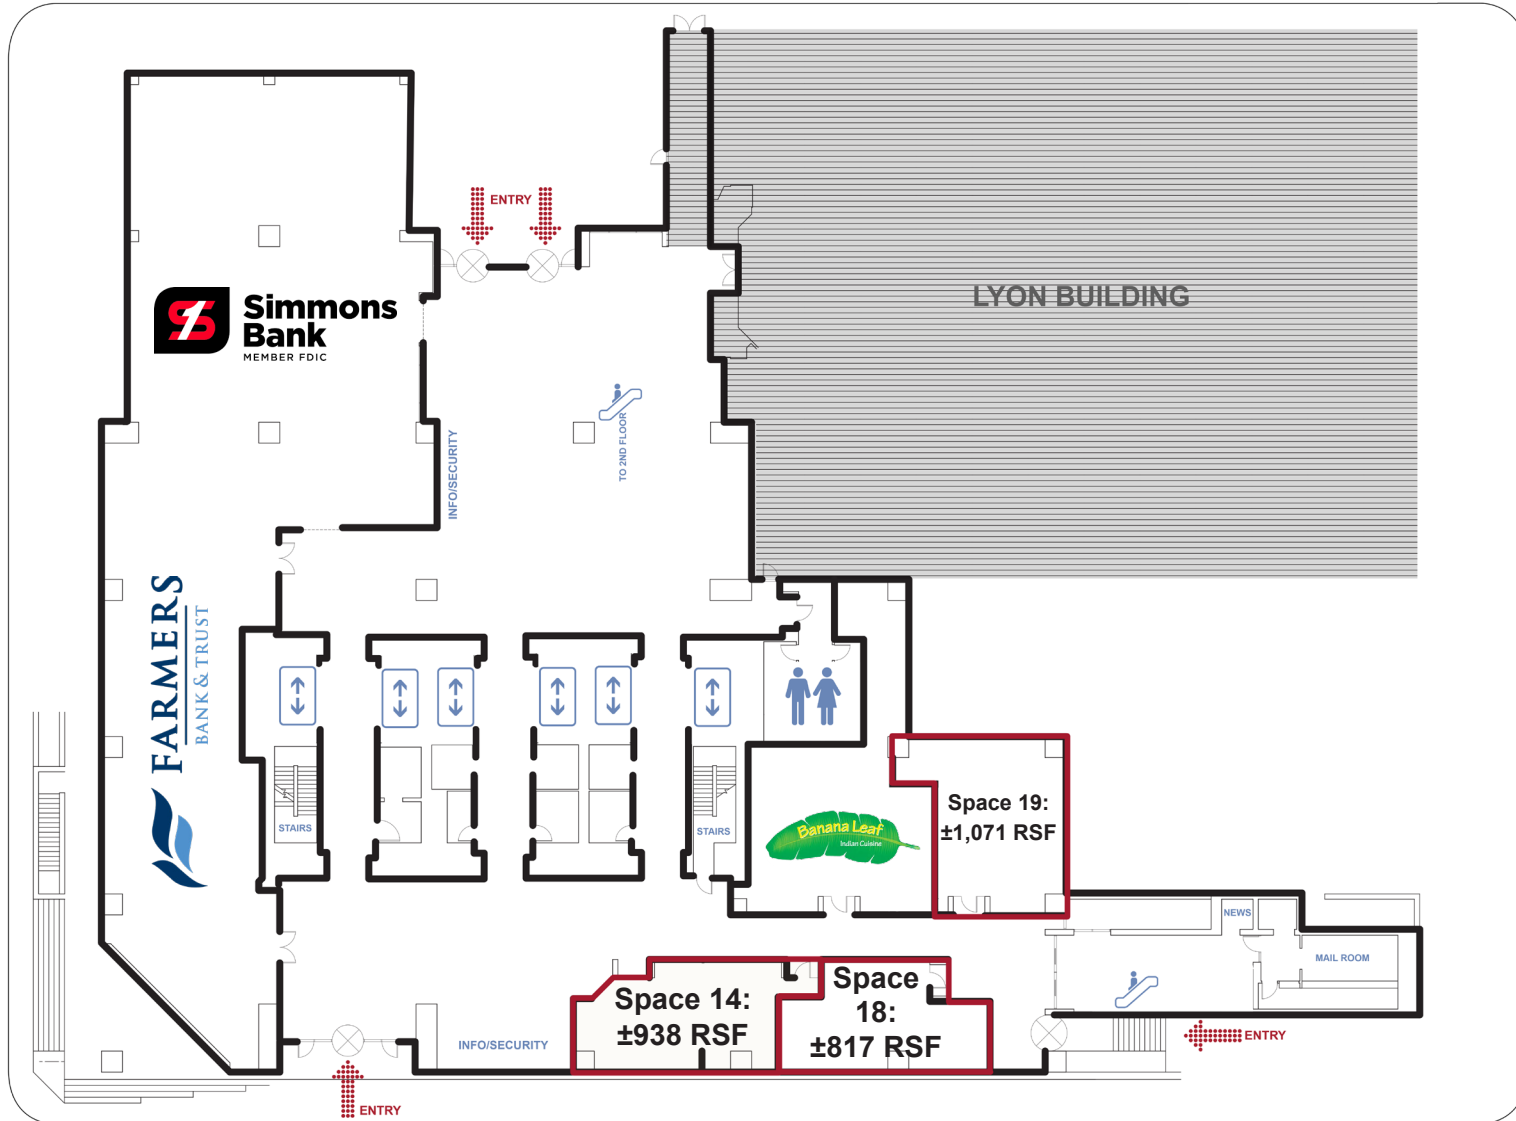 ENTRY
LYON BUILDING
Simmons
Bank
MEMBER FDIC
TO 2ND FLOOR
INFO/SECURITY
FARMERS
BANK & TRUST
STAIRS
STAIRS
Banana Leaf
Indian Cuisine
Space 19:
±1,071 RSF
NEWS
MAIL ROOM
Space 14:
±938 RSF
Space
18:
±817 RSF
INFO/SECURITY
ENTRY
ENTRY